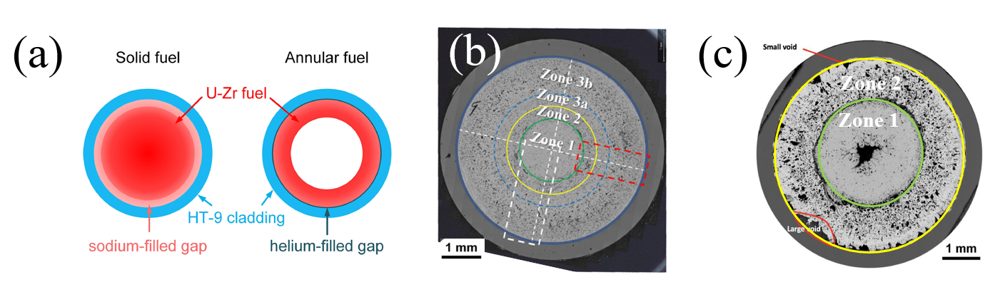 (a)
Solid fuel
Annular fuel
U-Zr fuel
HT-9 cladding
sodium-filled gap
helium-filled gap
(b)
Zone 3b
Zone 3a
Zone 2
Zone 1
1 mm
(c)
Small void
Zone 2
Zone 1
Large void
1 mm